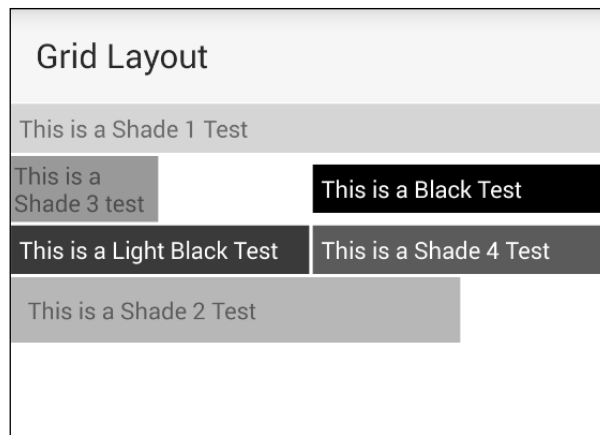 Grid Layout
This is a Shade 1 Test
This is a
Shade 3 test
This is a Black Test
This is a Light Black Test
This is a Shade 4 Test
This is a Shade 2 Test